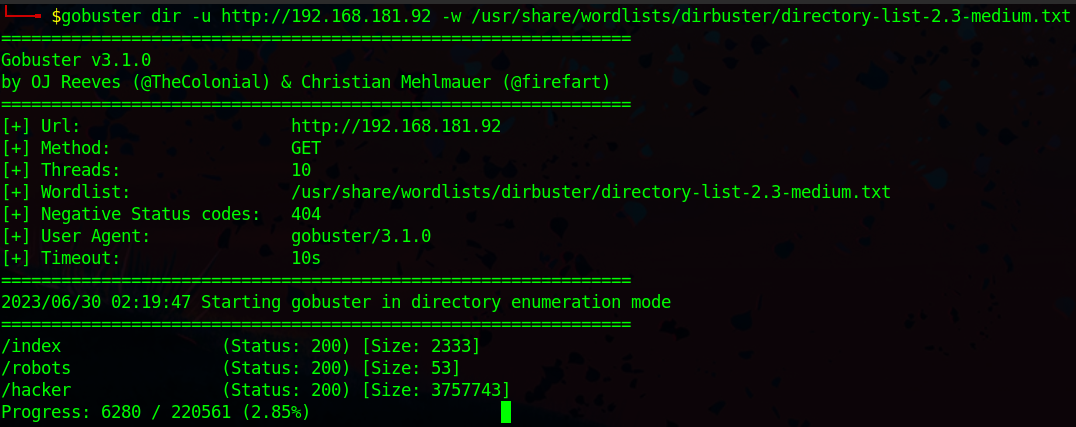 $gobuster dir -u http://192.168.181.92 -w /usr/share/wordlists/dirbuster/directory-list-2.3-medium.txt
===============================================================
Gobuster v3.1.0
by OJ Reeves (@TheColonial) & Christian Mehlmauer (@firefart)
===============================================================
[+] Url:                     http://192.168.181.92
[+] Method:                  GET
[+] Threads:                 10
[+] Wordlist:                /usr/share/wordlists/dirbuster/directory-list-2.3-medium.txt
[+] Negative Status codes:   404
[+] User Agent:              gobuster/3.1.0
[+] Timeout:                 10s
===============================================================
2023/06/30 02:19:47 Starting gobuster in directory enumeration mode
===============================================================
/index                (Status: 200) [Size: 2333]
/robots               (Status: 200) [Size: 53]
/hacker               (Status: 200) [Size: 3757743]
Progress: 6280 / 220561 (2.85%)